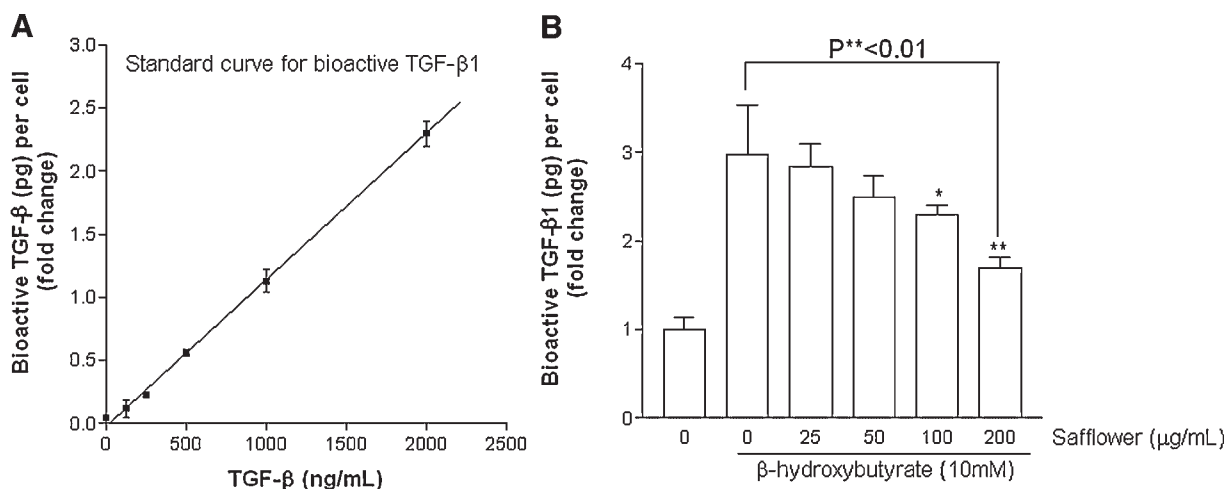 A
Bioactive TGF-β (pg) per cell
(fold change)
3.0
2.5
2.0
1.5
1.0
0.5
0.0
Standard curve for bioactive TGF-β1
0 500 1000 1500 2000 2500
TGF-β (ng/mL)
B
Bioactive TGF-β1 (pg) per cell
(fold change)
P**<0.01
4
3
2
1
0
*
**
0 0 25 50 100 200 Safflower (µg/mL)
β-hydroxybutyrate (10mM)